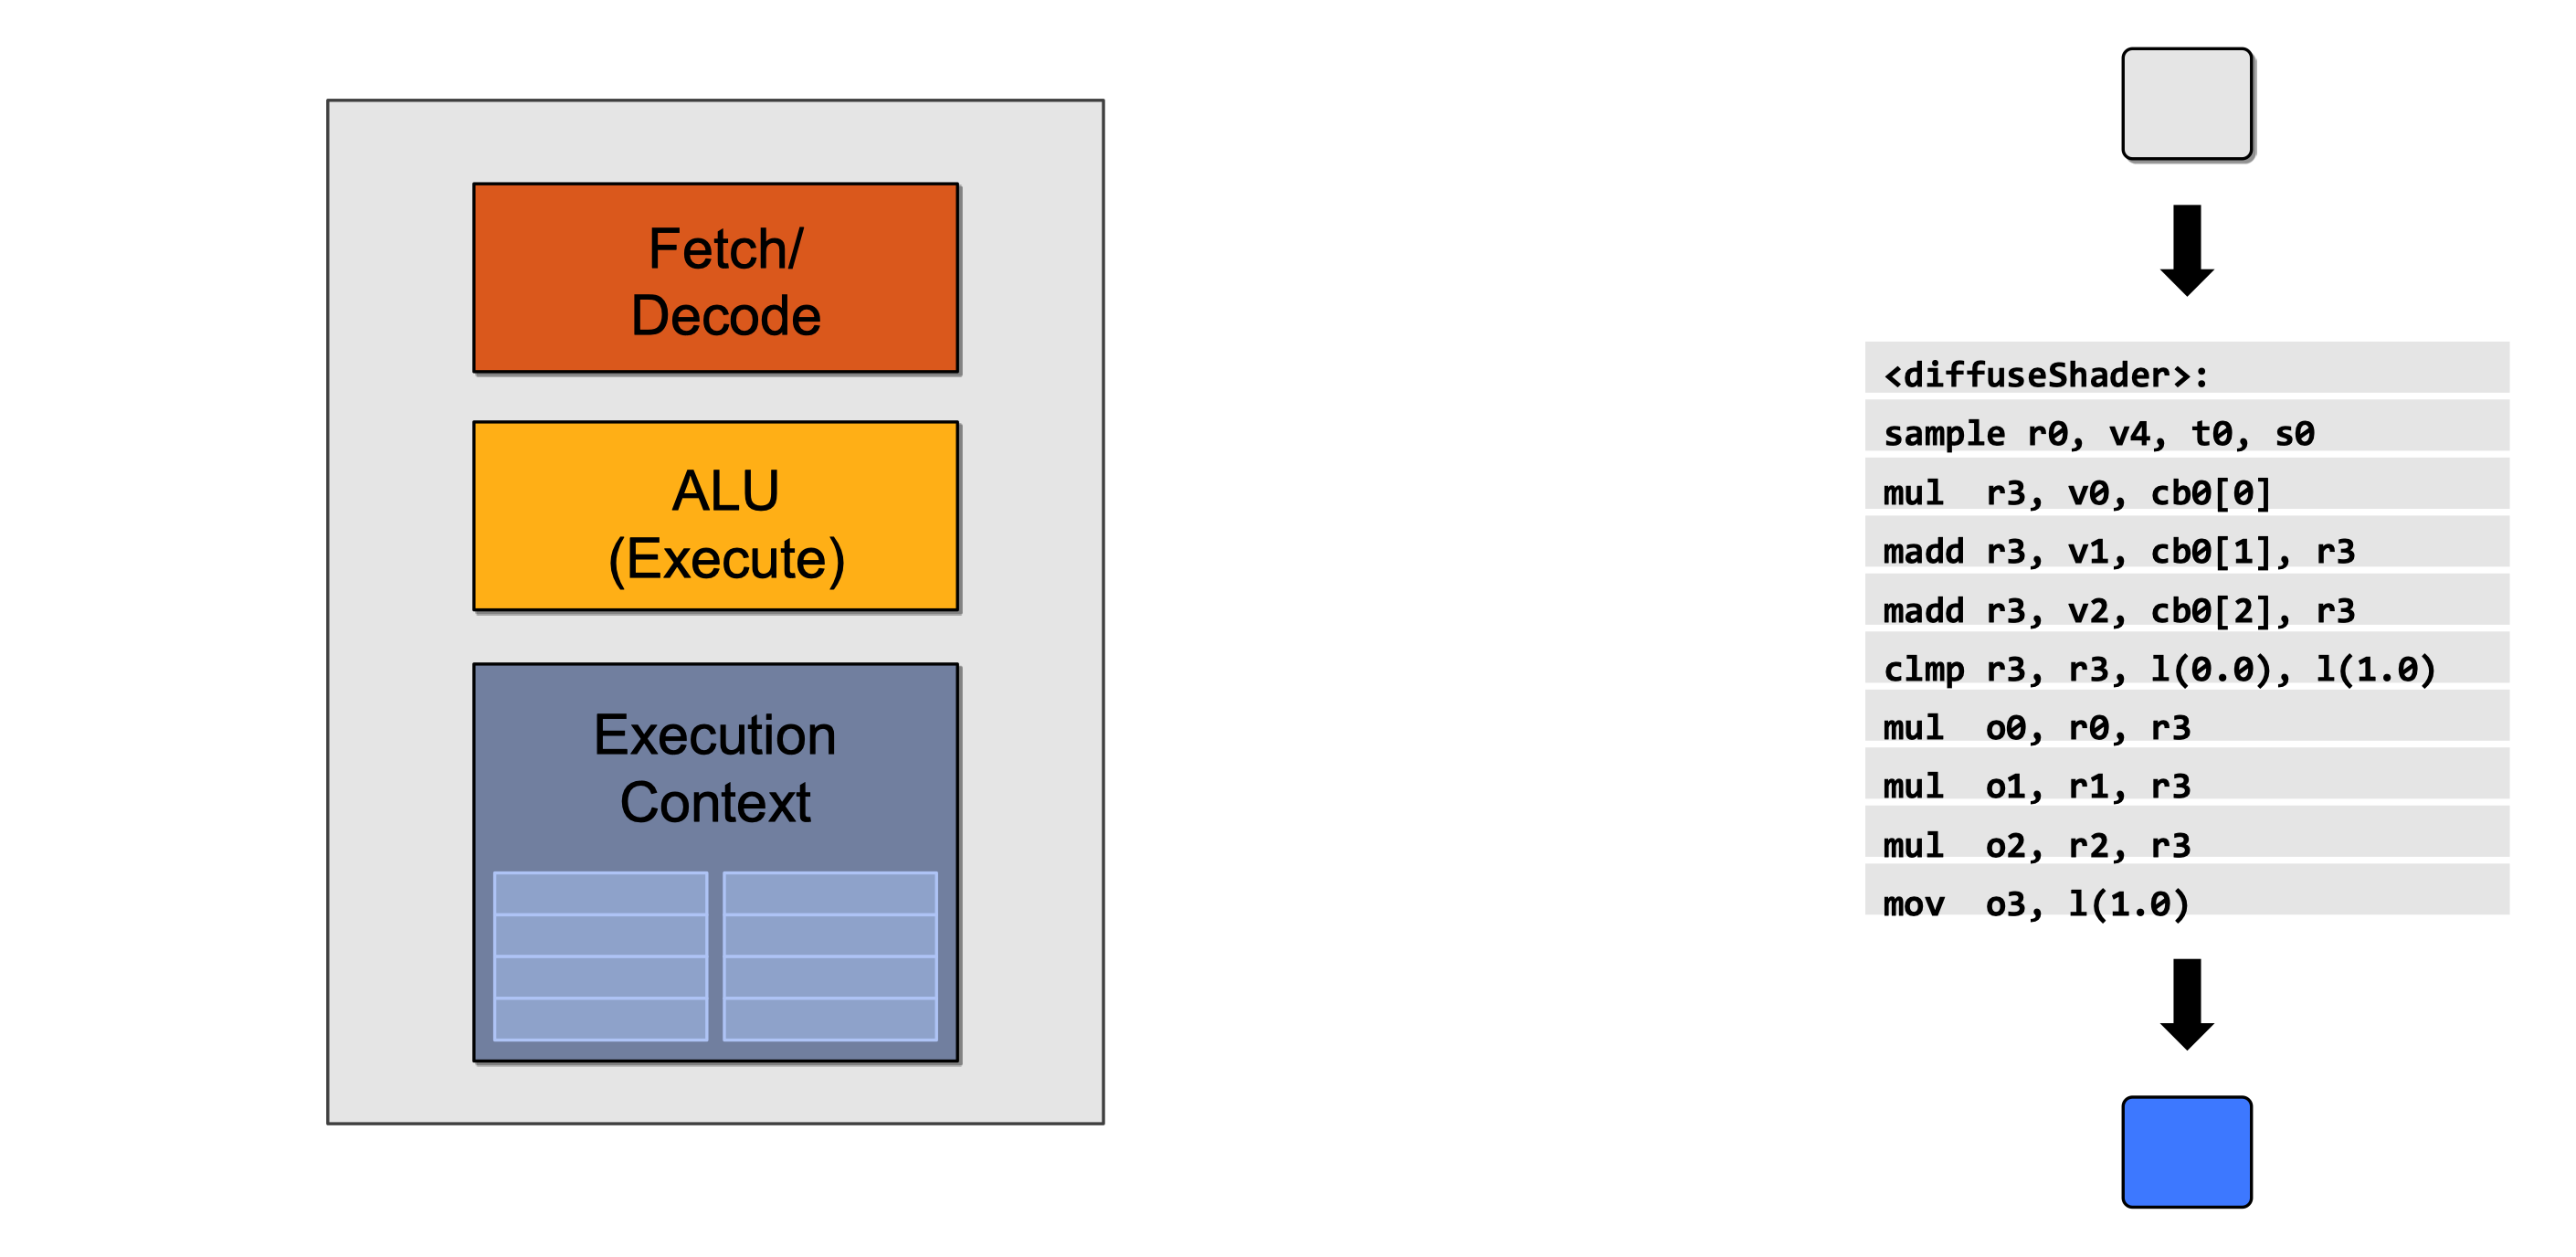 Fetch/
Decode
ALU
(Execute)
Execution
Context
<diffuseShader>:
sample r0, v4, t0, s0
mul  r3, v0, cb0[0]
madd r3, v1, cb0[1], r3
madd r3, v2, cb0[2], r3
clmp r3, r3, l(0.0), l(1.0)
mul  o0, r0, r3
mul  o1, r1, r3
mul  o2, r2, r3
mov  o3, l(1.0)